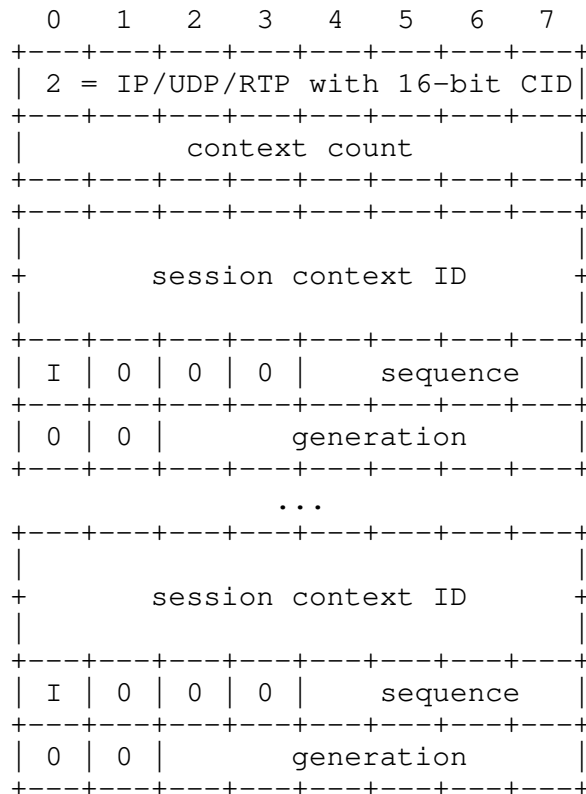 0   1   2   3   4   5   6   7
+---+---+---+---+---+---+---+---+
| 2 = IP/UDP/RTP with 16-bit CID|
+---+---+---+---+---+---+---+---+
|         context count         |
+---+---+---+---+---+---+---+---+
+---+---+---+---+---+---+---+---+
|                               |
+       session context ID      +
|                               |
+---+---+---+---+---+---+---+---+
| I | 0 | 0 | 0 |   sequence    |
+---+---+---+---+---+---+---+---+
| 0 | 0 |       generation      |
+---+---+---+---+---+---+---+---+
               ...
+---+---+---+---+---+---+---+---+
|                               |
+       session context ID      +
|                               |
+---+---+---+---+---+---+---+---+
| I | 0 | 0 | 0 |   sequence    |
+---+---+---+---+---+---+---+---+
| 0 | 0 |       generation      |
+---+---+---+---+---+---+---+---+